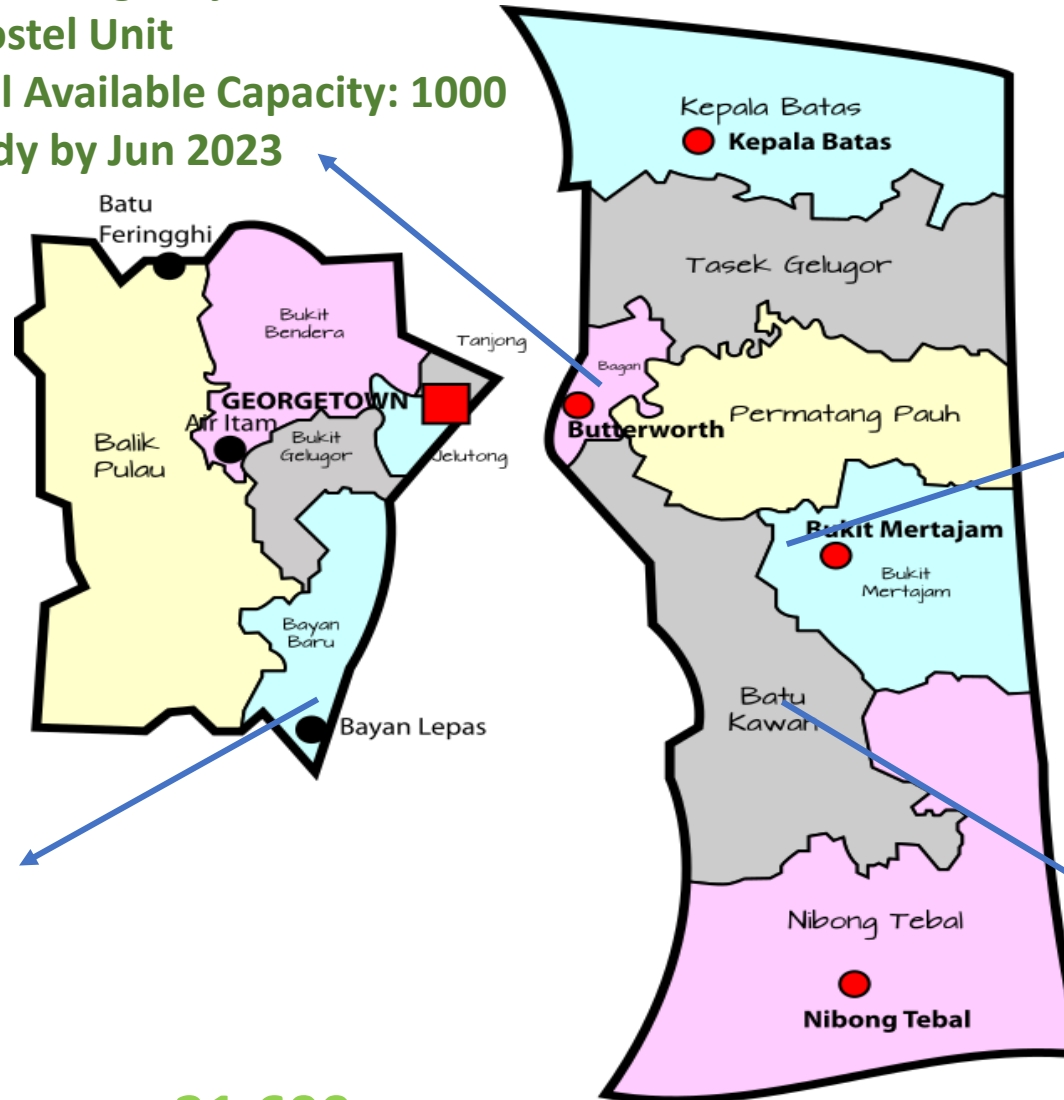 ostel Unit
l Available Capacity: 1000
dy by Jun 2023
Kepala Batas
Kepala Batas
Batu
Feringghi
Tasek Gelugor
Bukit
Bendera
Tanjong
Bagan
GEORGETOWN
Air Itam
Permatang Pauh
Butterworth
Balik
Pulau
Bukit
Gelugor
Jelutong
Bukit Mertajam
Bukit
Mertajam
Bayan
Baru
Batu
Kawan
Bayan Lepas
Nibong Tebal
Nibong Tebal